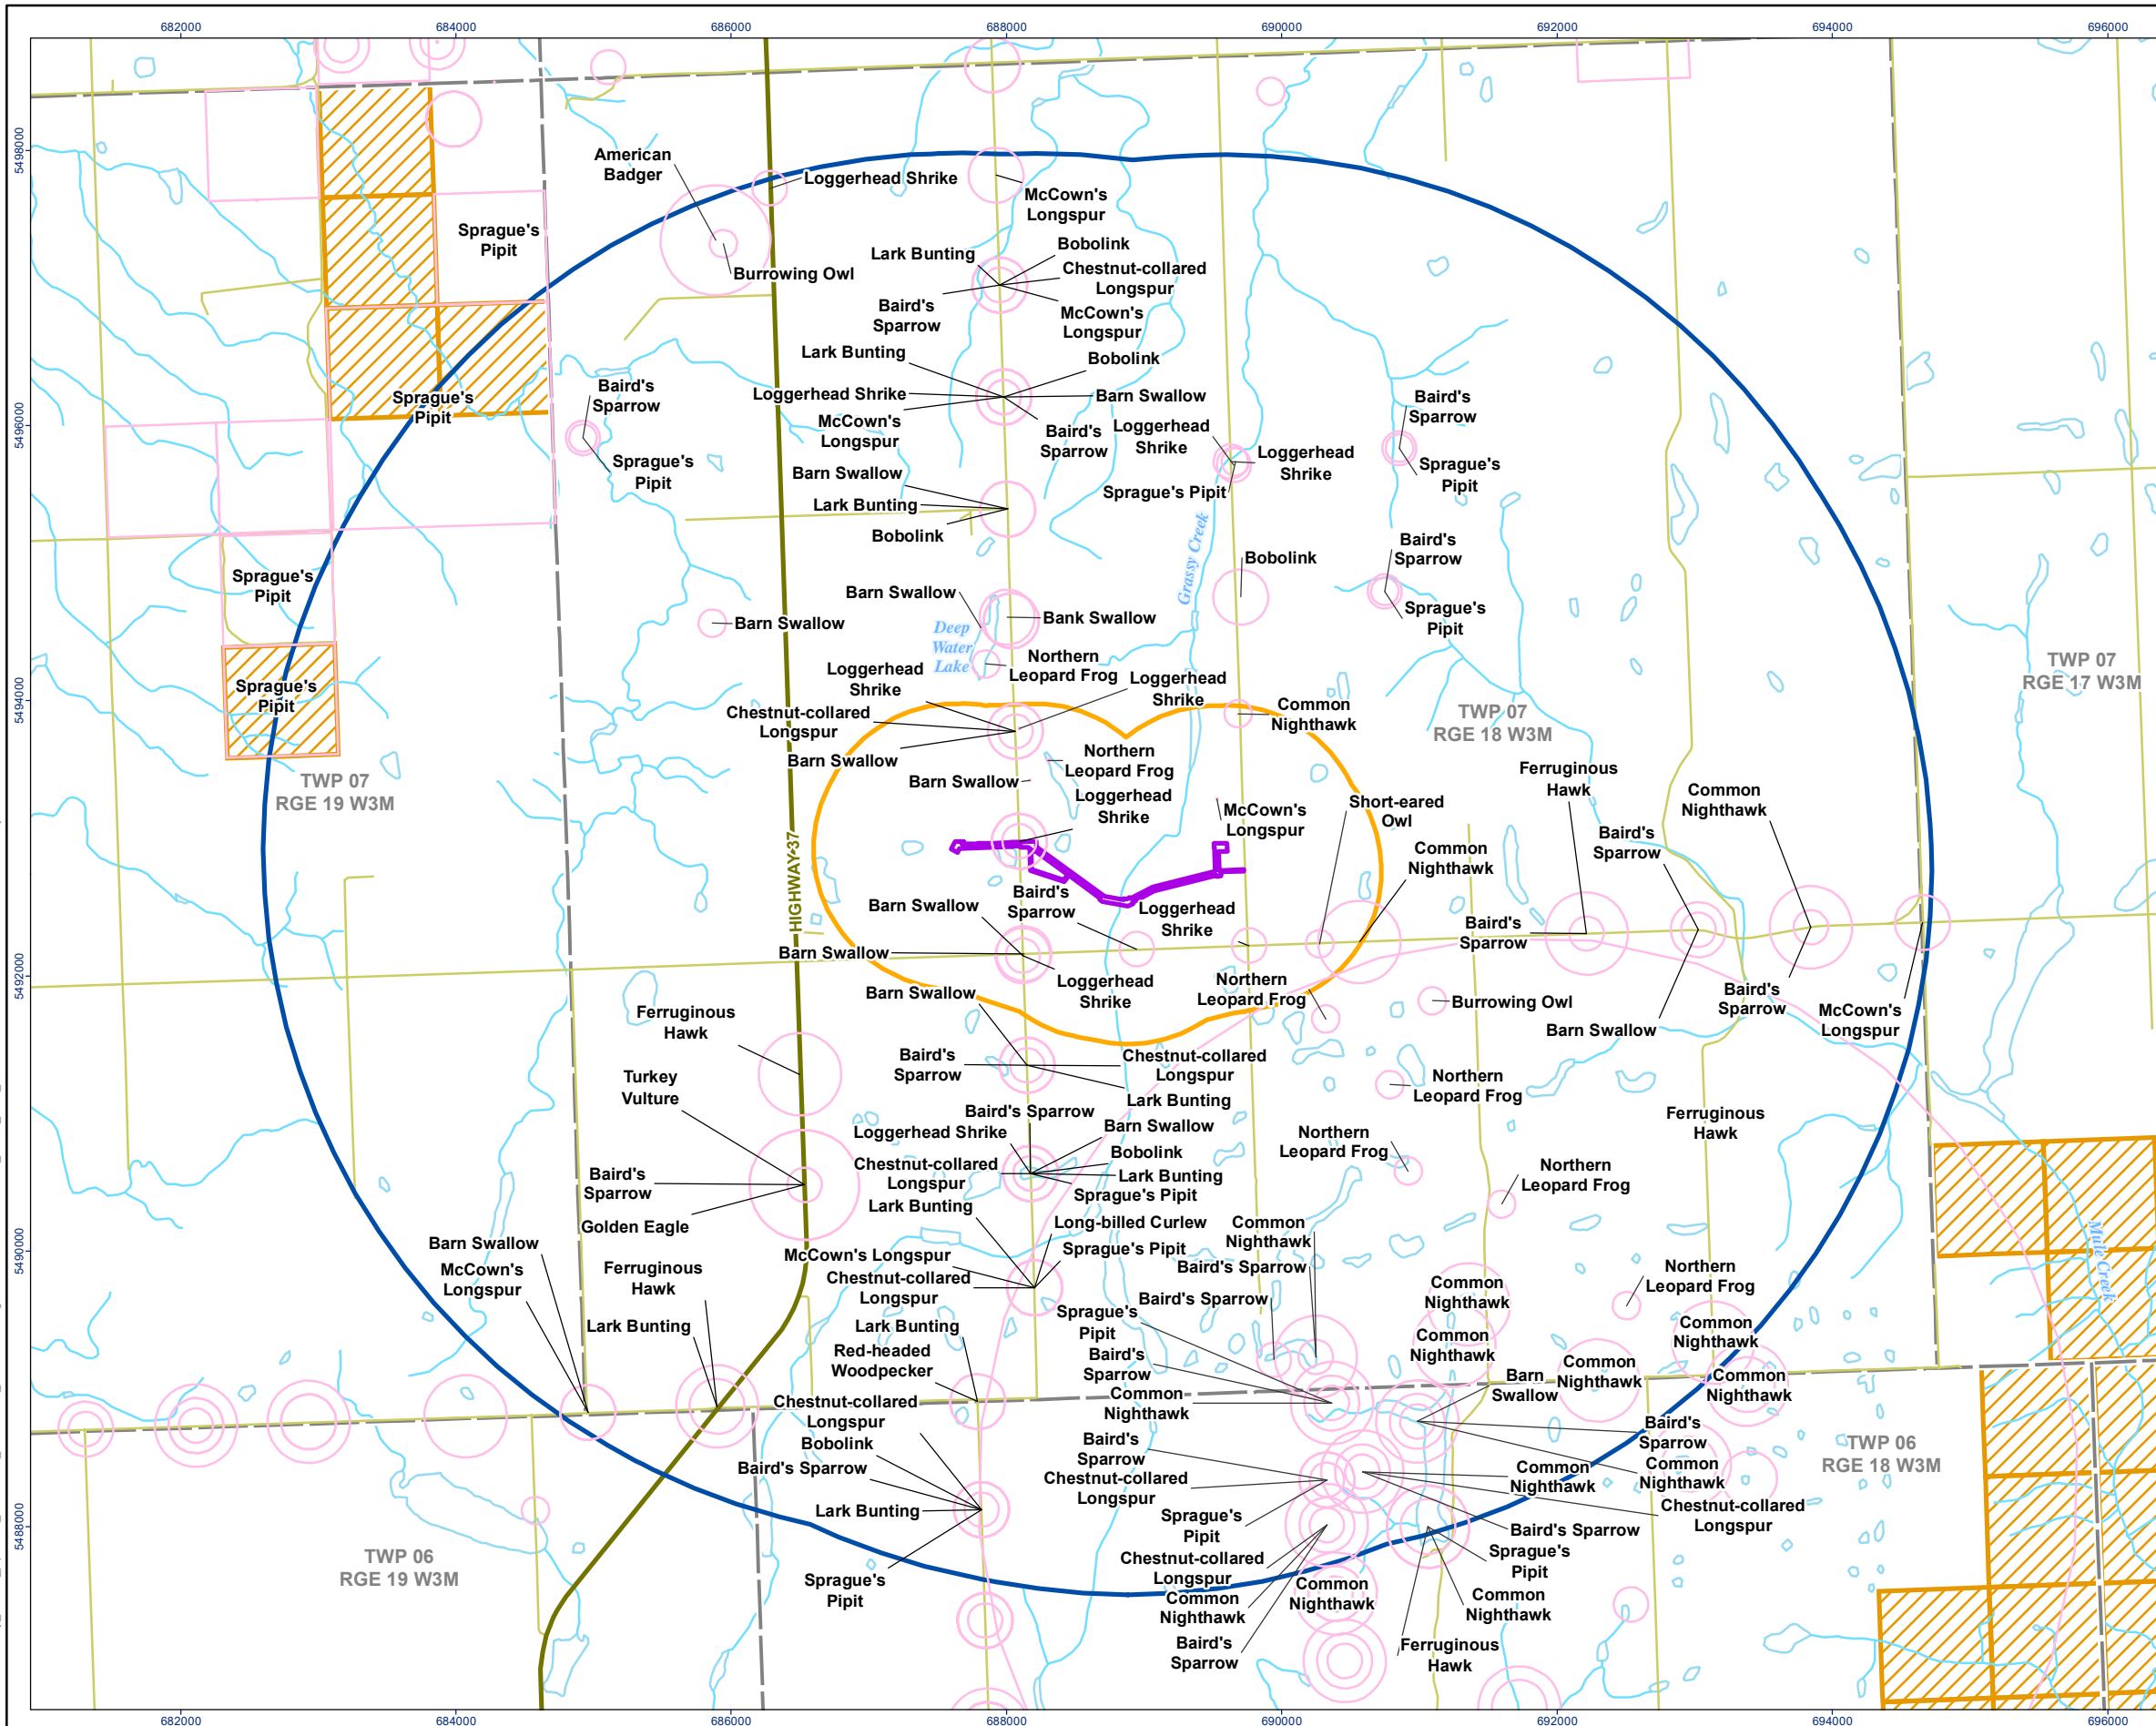 682000
684000
686000
688000
690000
692000
694000
696000
5498000
5496000
5494000
5492000
5490000
5488000
American
Badger
Loggerhead Shrike
McCown's
Longspur
Sprague's
Pipit
Burrowing Owl
Lark Bunting
Bobolink
Chestnut-collared
Longspur
Baird's
Sparrow
McCown's
Longspur
Lark Bunting
Bobolink
Sprague's
Pipit
Baird's
Sparrow
Loggerhead Shrike
Barn Swallow
McCown's
Longspur
Baird's
Sparrow
Loggerhead
Shrike
Loggerhead
Shrike
Baird's
Sparrow
Sprague's
Pipit
Sprague's
Pipit
Barn Swallow
Sprague's Pipit
Lark Bunting
Bobolink
Grassy Creek
Bobolink
Baird's
Sparrow
Sprague's
Pipit
Barn Swallow
Sprague's
Pipit
Barn Swallow
Bank Swallow
Deep
Water
Lake
Northern
Leopard Frog
Loggerhead
Shrike
Loggerhead
Shrike
Sprague's
Pipit
TWP 07
RGE 17 W3M
Chestnut-collared
Longspur
Common
Nighthawk
TWP 07
RGE 18 W3M
Barn Swallow
Northern
Leopard Frog
Barn Swallow
TWP 07
RGE 19 W3M
Loggerhead
Shrike
McCown's
Longspur
Short-eared
Owl
Ferruginous
Hawk
Common
Nighthawk
Baird's
Sparrow
Common
Nighthawk
HIGHWAY 37
Barn Swallow
Baird's
Sparrow
Loggerhead
Shrike
Baird's
Sparrow
Barn Swallow
Loggerhead
Shrike
Northern
Leopard Frog
Barn Swallow
Burrowing Owl
Barn Swallow
Baird's
Sparrow
McCown's
Longspur
Ferruginous
Hawk
Baird's
Sparrow
Chestnut-collared
Longspur
Turkey
Vulture
Lark Bunting
Northern
Leopard Frog
Ferruginous
Hawk
Baird's Sparrow
Loggerhead Shrike
Barn Swallow
Northern
Leopard Frog
Chestnut-collared
Longspur
Bobolink
Lark Bunting
Sprague's Pipit
Northern
Leopard Frog
Baird's
Sparrow
Golden Eagle
Lark Bunting
Long-billed Curlew
Sprague's Pipit
Common
Nighthawk
Mule Creek
Barn Swallow
McCown's
Longspur
McCown's Longspur
Baird's Sparrow
Ferruginous
Hawk
Chestnut-collared
Longspur
Baird's Sparrow
Common
Nighthawk
Northern
Leopard Frog
Lark Bunting
Lark Bunting
Sprague's
Pipit
Common
Nighthawk
Common
Nighthawk
Red-headed
Woodpecker
Baird's
Sparrow
Barn
Swallow
Common
Nighthawk
Common
Nighthawk
Common
Nighthawk
Chestnut-collared
Longspur
Bobolink
Baird's
Sparrow
Baird's
Sparrow
TWP 06
RGE 18 W3M
Baird's Sparrow
Chestnut-collared
Longspur
Common
Nighthawk
Common
Nighthawk
Lark Bunting
Sprague's
Pipit
Chestnut-collared
Longspur
Baird's Sparrow
TWP 06
RGE 19 W3M
Sprague's
Pipit
Chestnut-collared
Longspur
Sprague's
Pipit
Common
Nighthawk
Common
Nighthawk
Common
Nighthawk
Baird's
Sparrow
Ferruginous
Hawk
682000
684000
686000
688000
690000
692000
694000
696000